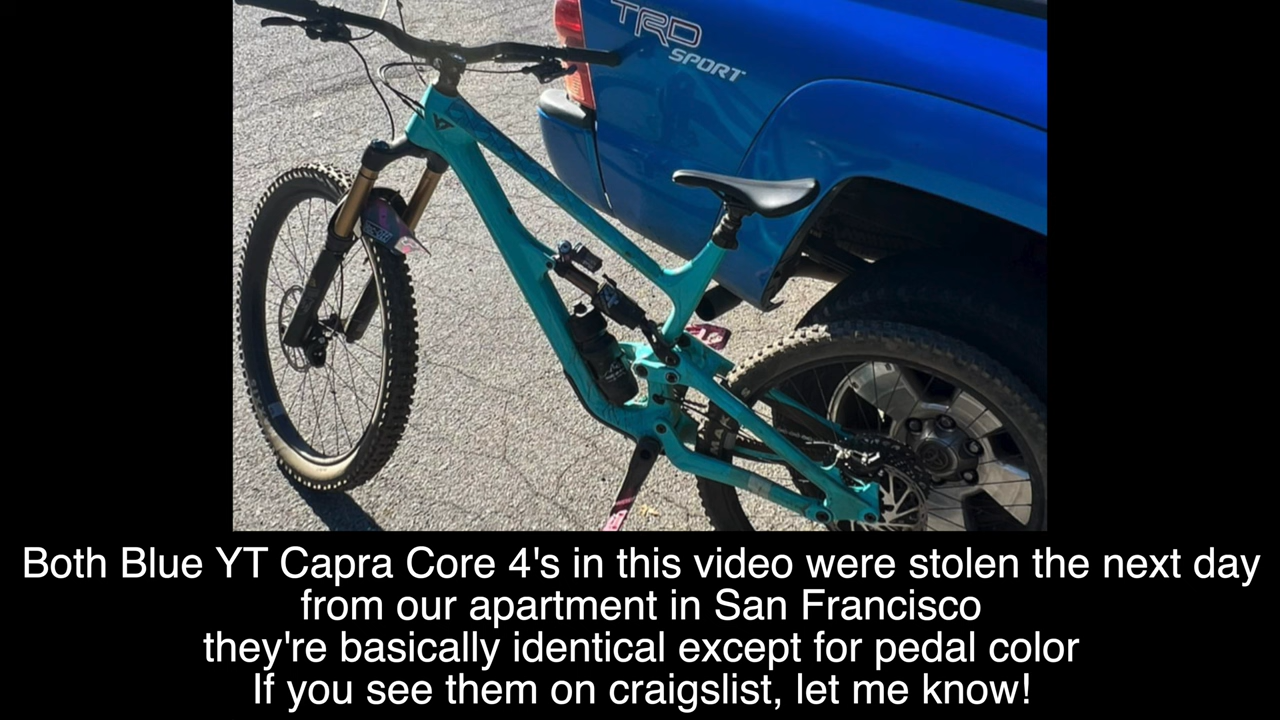 TRD
SPORT
YT
Both Blue YT Capra Core 4's in this video were stolen the next day
from our apartment in San Francisco
they're basically identical except for pedal color
If you see them on craigslist, let me know!